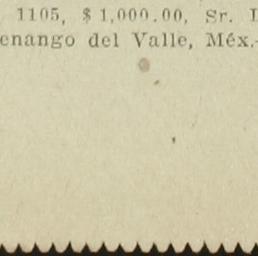 1105, $ 1,000.00, Sr.
enango del Valle, Méx.-